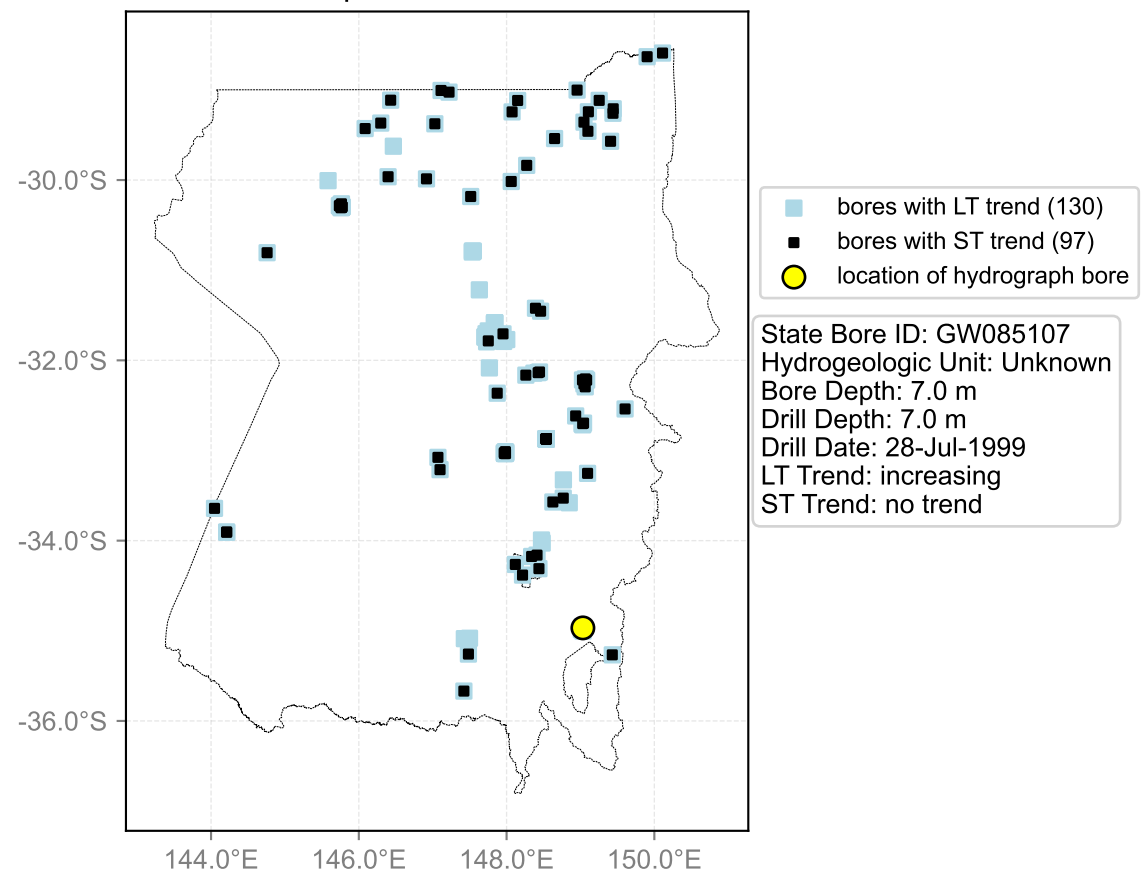 -30.0°S
-32.0°S
-34.0°S
-36.0°S
144.0°E
146.0°E
148.0°E
150.0°E
bores with LT trend (130)
bores with ST trend (97)
location of hydrograph bore
State Bore ID: GW085107
Hydrogeologic Unit: Unknown
Bore Depth: 7.0 m
Drill Depth: 7.0 m
Drill Date: 28-Jul-1999
LT Trend: increasing
ST Trend: no trend